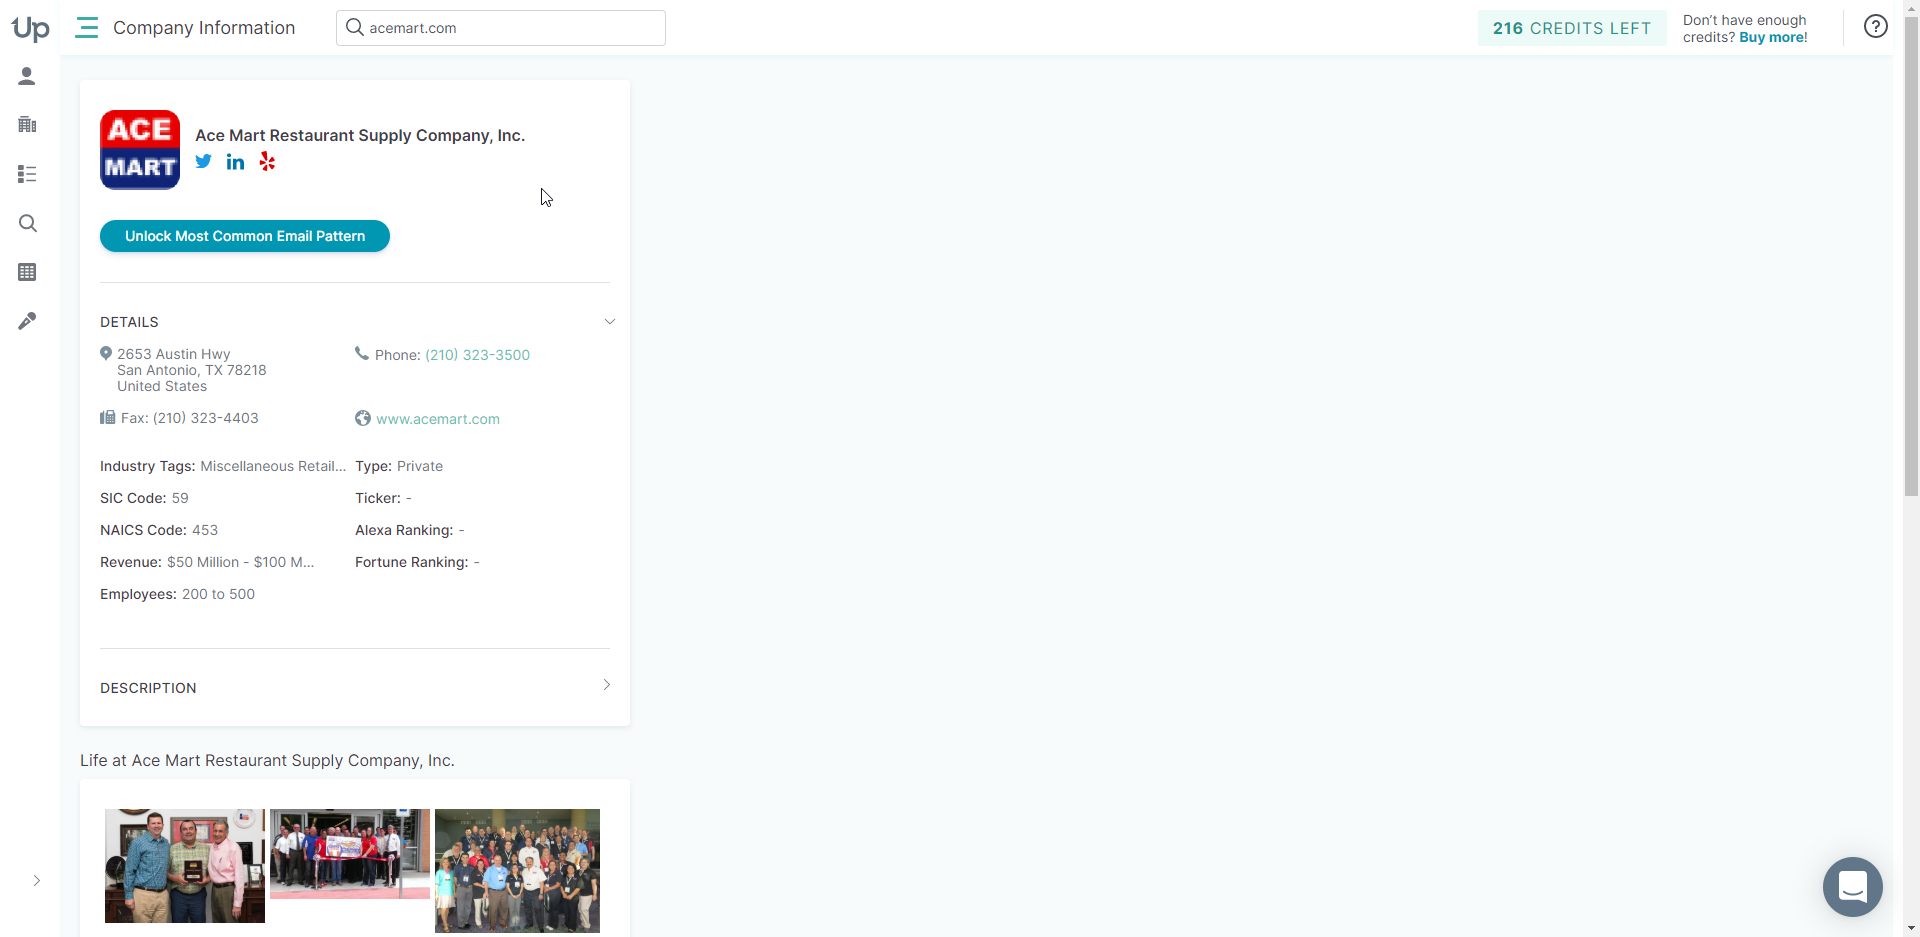 Up
Company Information
acemart.com
216 CREDITS LEFT
Don't have enough
credits? Buy more!
ACE
MART
Ace Mart Restaurant Supply Company, Inc.
Unlock Most Common Email Pattern
DETAILS
2653 Austin Hwy
San Antonio, TX 78218
United States
Phone: (210) 323-3500
Fax: (210) 323-4403
www.acemart.com
Industry Tags: Miscellaneous Retail...
Type: Private
SIC Code: 59
Ticker: -
NAICS Code: 453
Alexa Ranking: -
Revenue: $50 Million - $100 M...
Fortune Ranking: -
Employees: 200 to 500
DESCRIPTION
Life at Ace Mart Restaurant Supply Company, Inc.